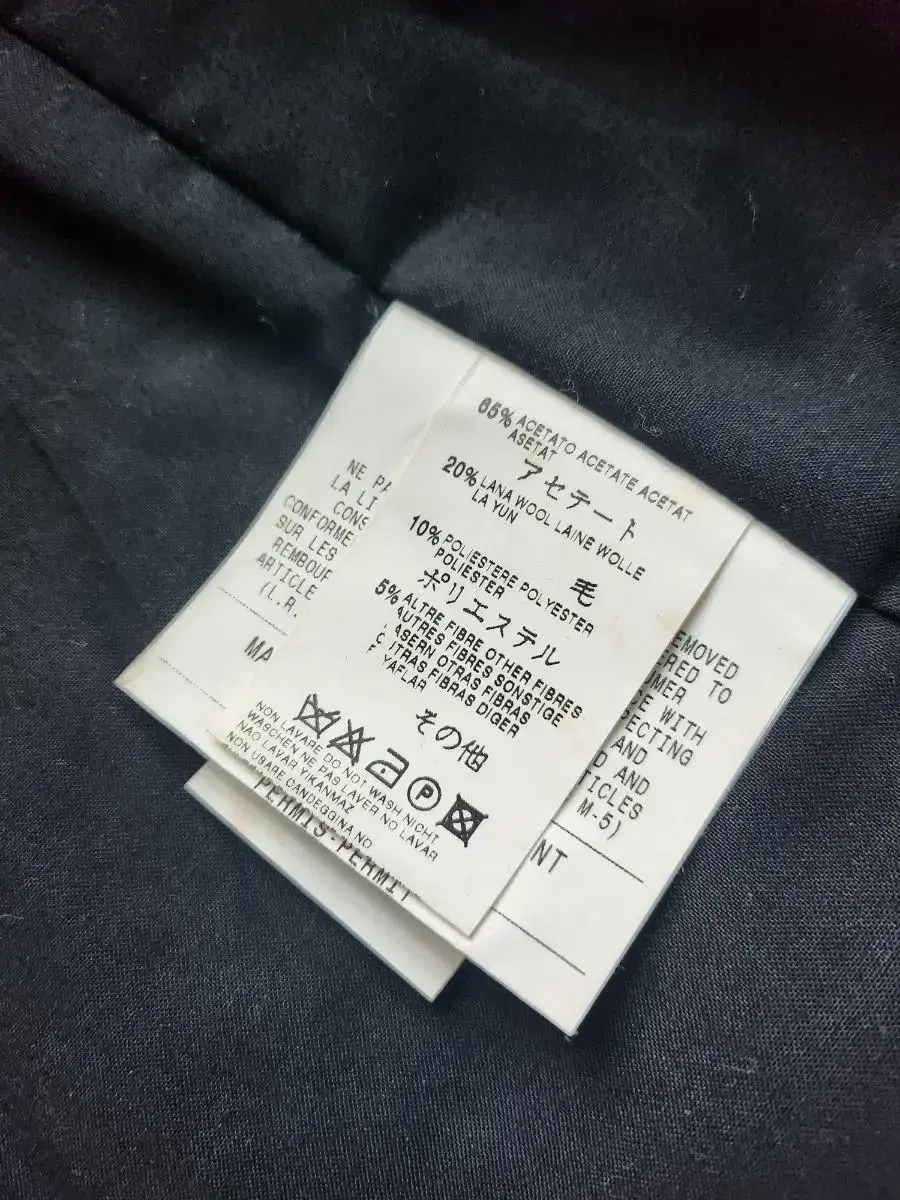 65% ACETATO ACETATE ACETAT
ASETAT
アセテート
20% LANA WOOL LAINE WOLLE
LA YUN
毛
10% POLIESTERE POLYESTER
POLIESTER
ポリエステル
5% ALTRE FIBRE OTHER FIBRES
AUTRES FIBRES SONSTIGE
FASERN OTRAS FIBRAS
OUTRAS FIBRAS DIGER
ELYAFLAR
その他
P
NON LAVARE DO NOT WASH NICHT
WASCHEN NE PAS LAVER NO LAVAR
NAO LAVAR YIKANMAZ
NON USARE CANDEGGINA NO
NE PA
LA LI
CONS
CONFORME
SUR LES
REMBOUR
ARTICLE
(L.R.
MA
EMOVED
ERED TO
UMER
CE WITH
SECTING
AND
D AND
TICLES
M-5)
NT
PERMIS-PERMIT